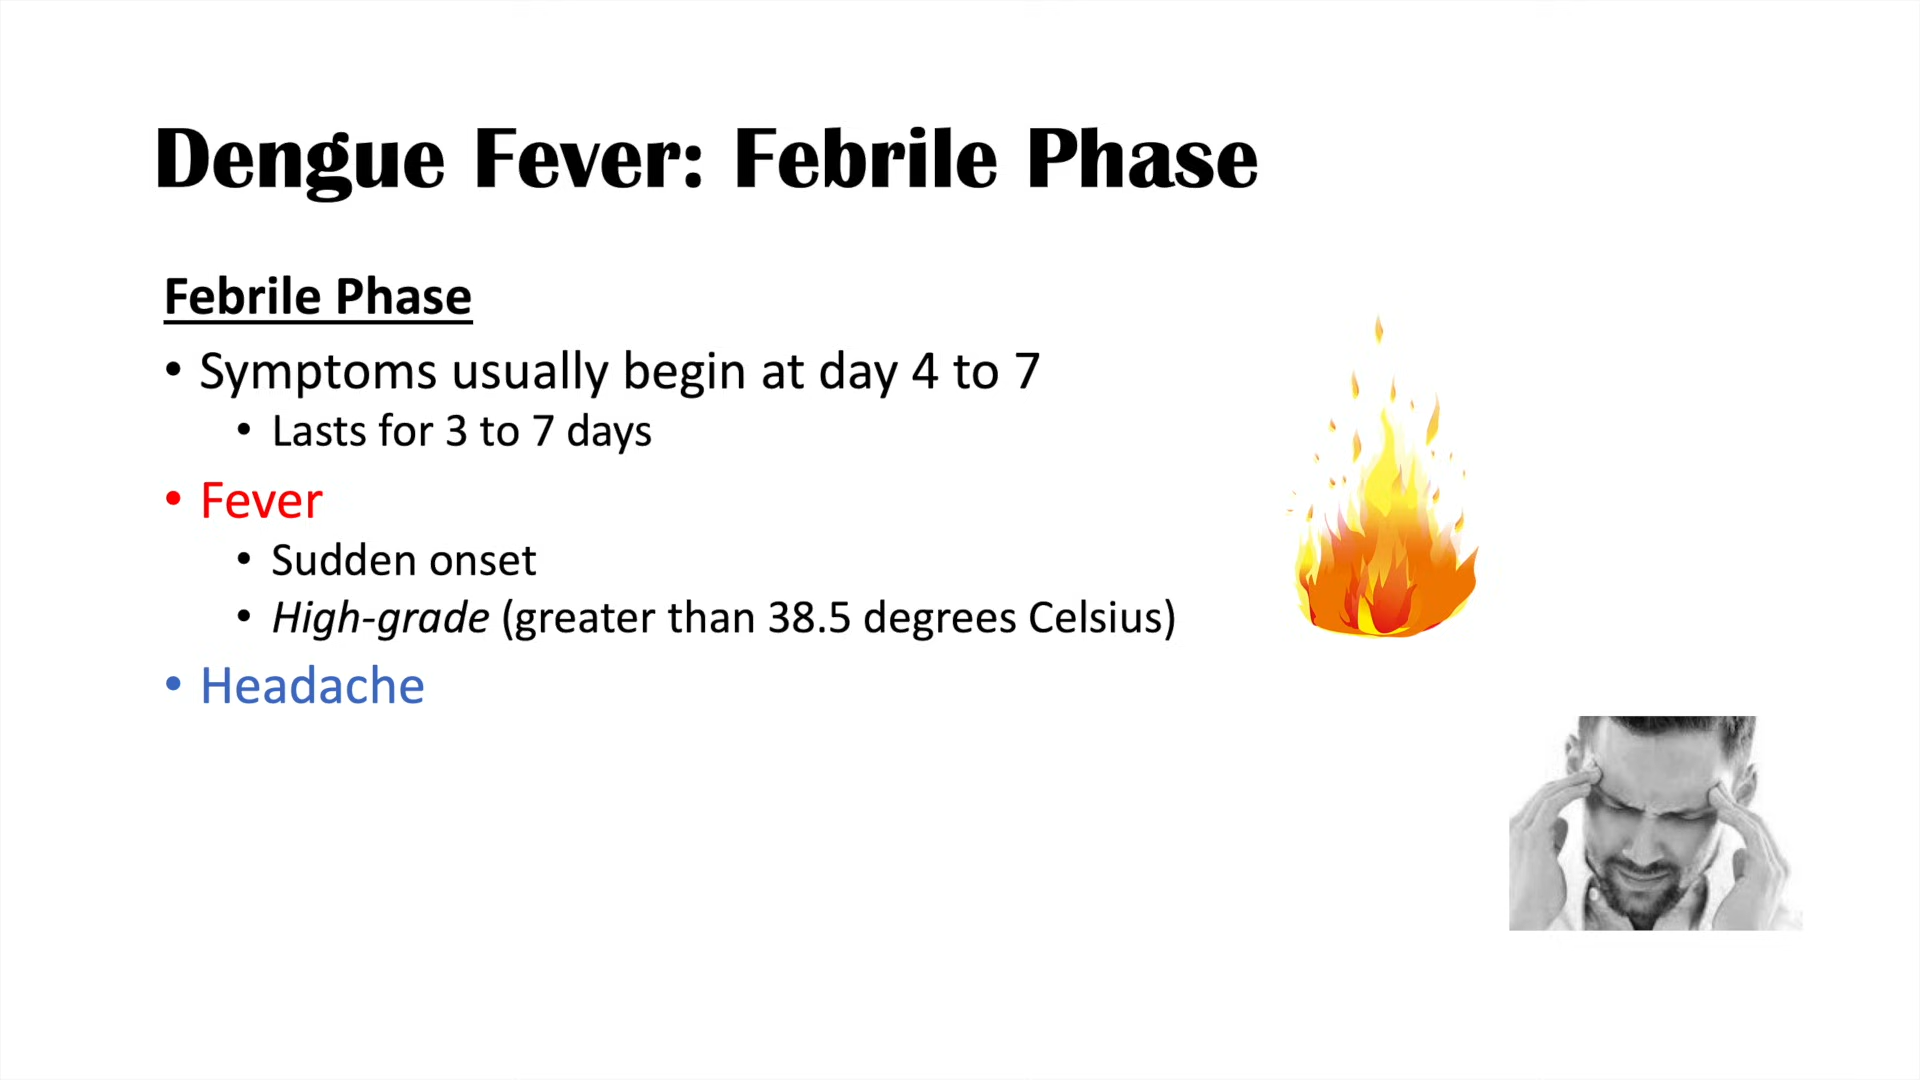 Dengue Fever: Febrile Phase
Febrile Phase
• Symptoms usually begin at day 4 to 7
• Lasts for 3 to 7 days
• Fever
• Sudden onset
• High-grade (greater than 38.5 degrees Celsius)
• Headache